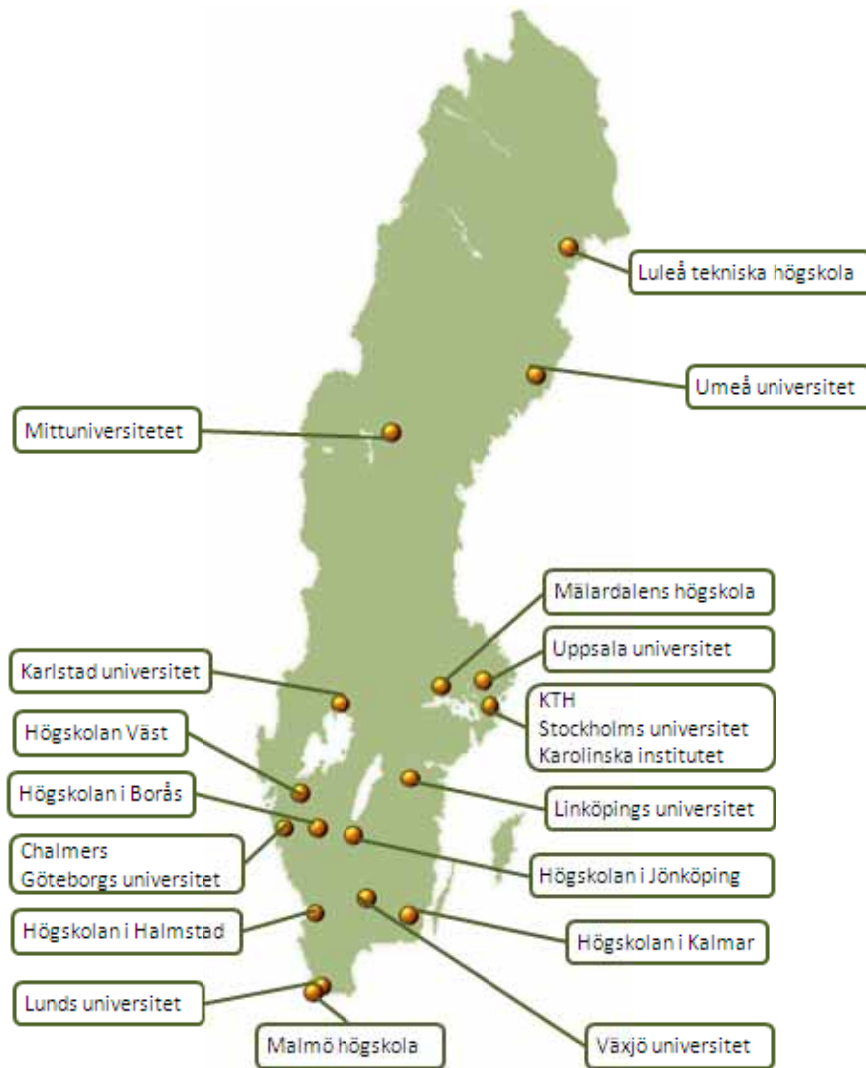 Luleå tekniska högskola
Umeå universitet
Mittuniversitetet
Mälardalens högskola
Uppsala universitet
Karlstad universitet
KTH
Stockholms universitet
Karolinska institutet
Högskolan Väst
Högskolan i Borås
Linköpings universitet
Chalmers
Göteborgs universitet
Högskolan i Jönköping
Högskolan i Halmstad
Högskolan i Kalmar
Lunds universitet
Malmö högskola
Växjö universitet